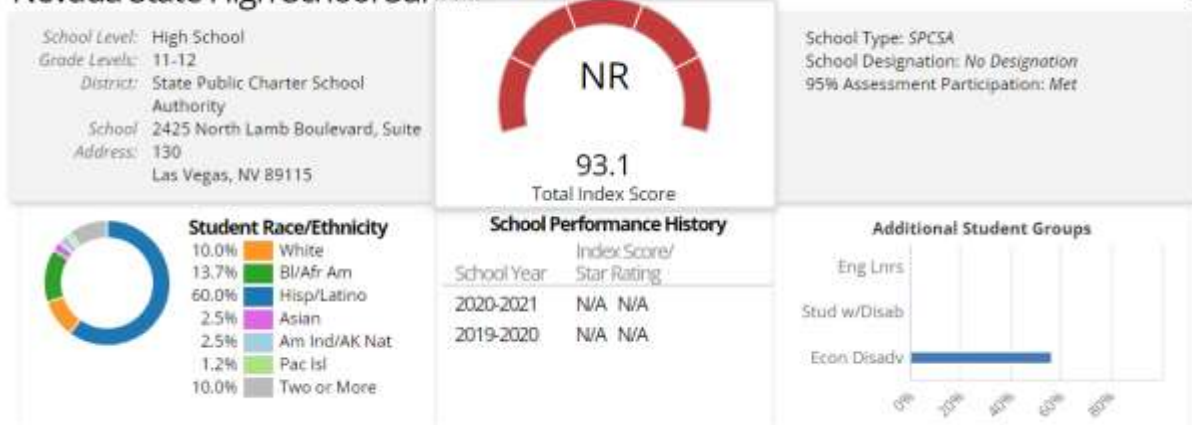 Nevada State High School
School Level: High School
Grade Levels: 11-12
District: State Public Charter School
Authority
School 2425 North Lamb Boulevard, Suite
Address: 130
Las Vegas, NV 89115
NR
93.1
Total Index Score
School Type: SPCSA
School Designation: No Designation
95% Assessment Participation: Met
Student Race/Ethnicity
10.0% White
13.7% Bl/Afr Am
60.0% Hisp/Latino
2.5% Asian
2.5% Am Ind/AK Nat
1.2% Pac Isl
10.0% Two or More
School Performance History
Index Score/
School Year Star Rating
2020-2021 N/A N/A
2019-2020 N/A N/A
Additional Student Groups
Eng Lnrs
Stud w/Disab
Econ Disadv
0% 20% 40% 60% 80%